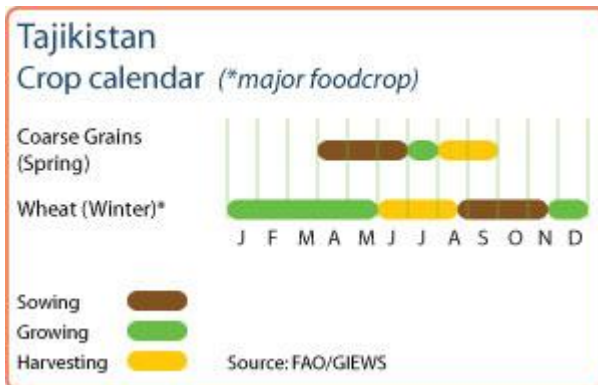 Tajikistan
Crop calendar (*major foodcrop)
Coarse Grains
(Spring)
Wheat (Winter)*
J F M A M J J A S O N D
Sowing
Growing
Harvesting
Source: FAO/GIEWS